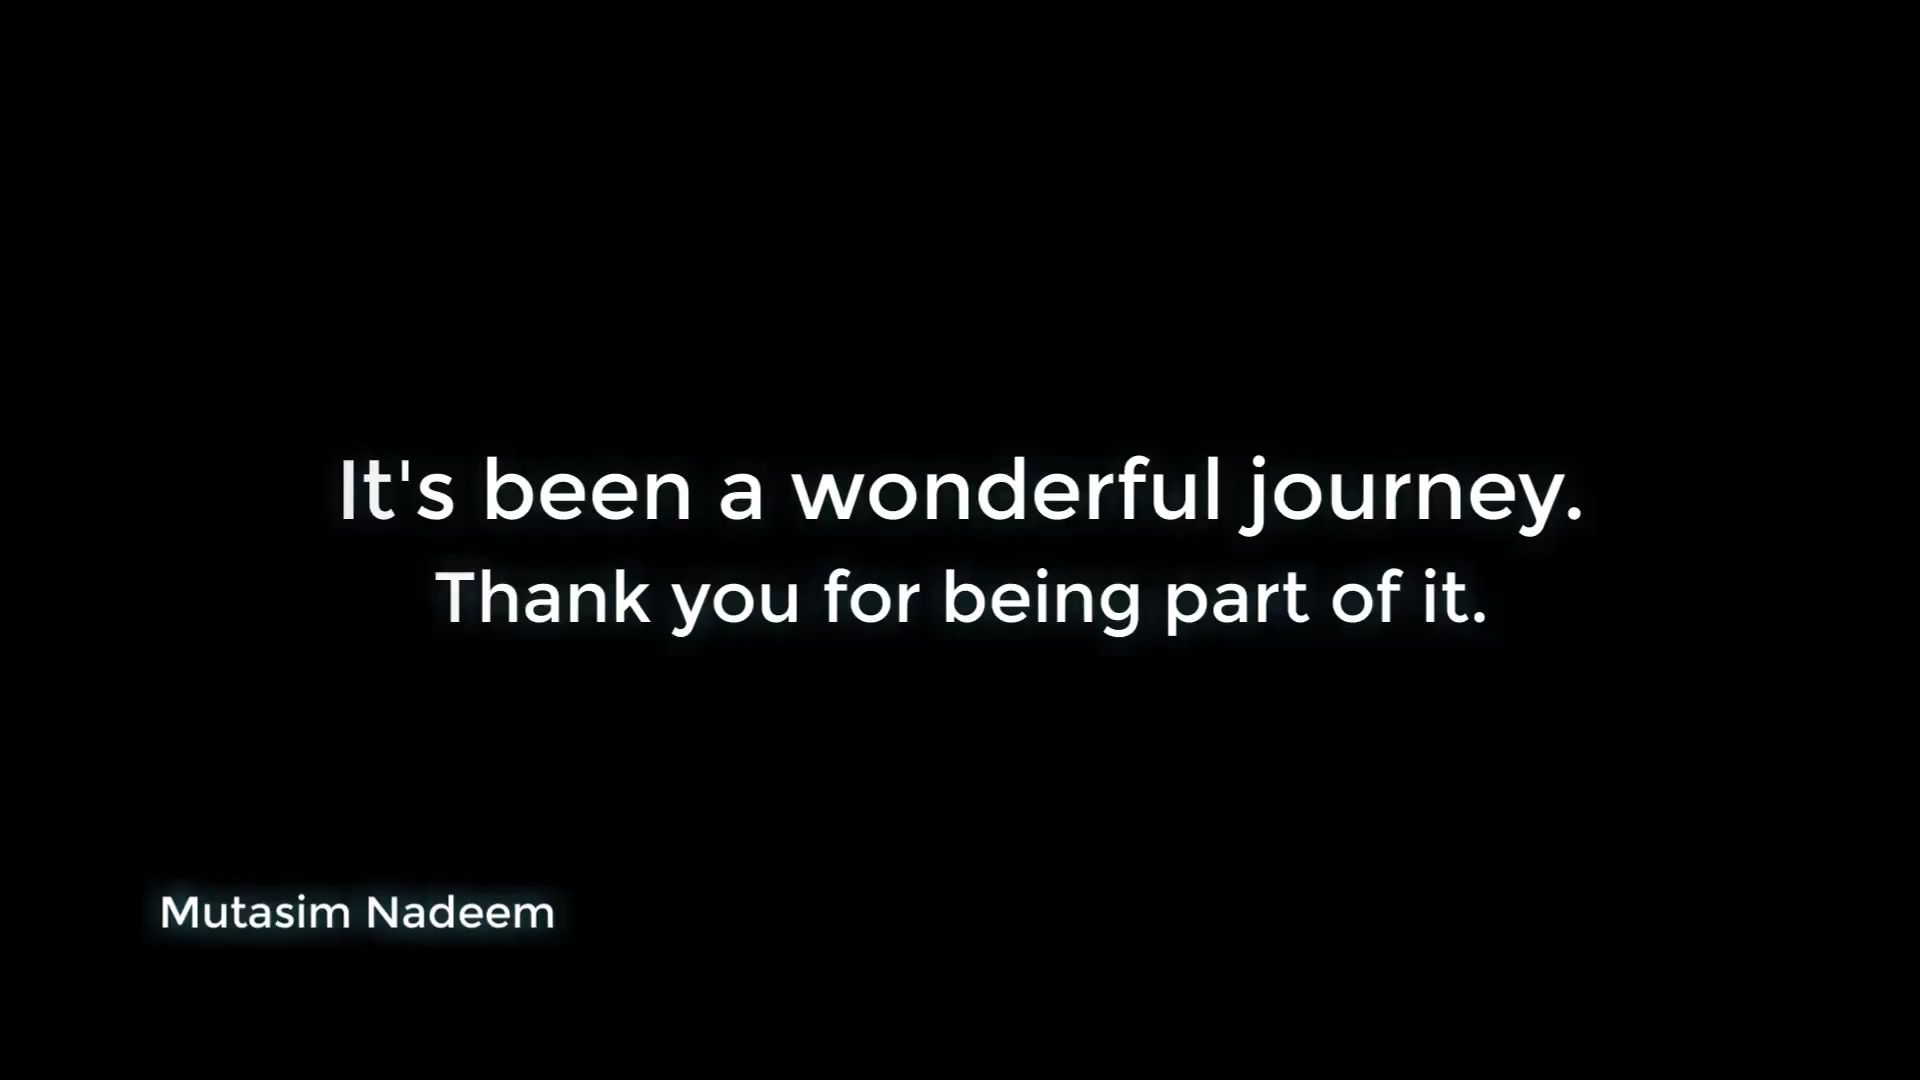 It's been a wonderful journey.
Thank you for being part of it.
Mutasim Nadeem